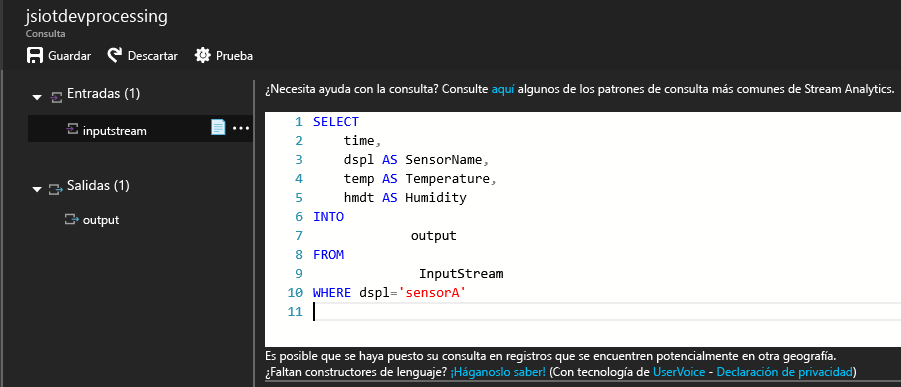 jsiotdevprocessing
Consulta
Guardar Descartar Prueba
Entradas (1)
inputstream
Salidas (1)
output
¿Necesita ayuda con la consulta? Consulte aquí algunos de los patrones de consulta más comunes de Stream Analytics.
1 SELECT
2 time,
3 dspl AS SensorName,
4 temp AS Temperature,
5 hmdt AS Humidity
6 INTO
7 output
8 FROM
9 InputStream
10 WHERE dspl='sensorA'
11
Es posible que se haya puesto su consulta en registros que se encuentren potencialmente en otra geografía.
¿Faltan constructores de lenguaje? ¡Háganoslo saber! (Con tecnología de UserVoice - Declaración de privacidad)